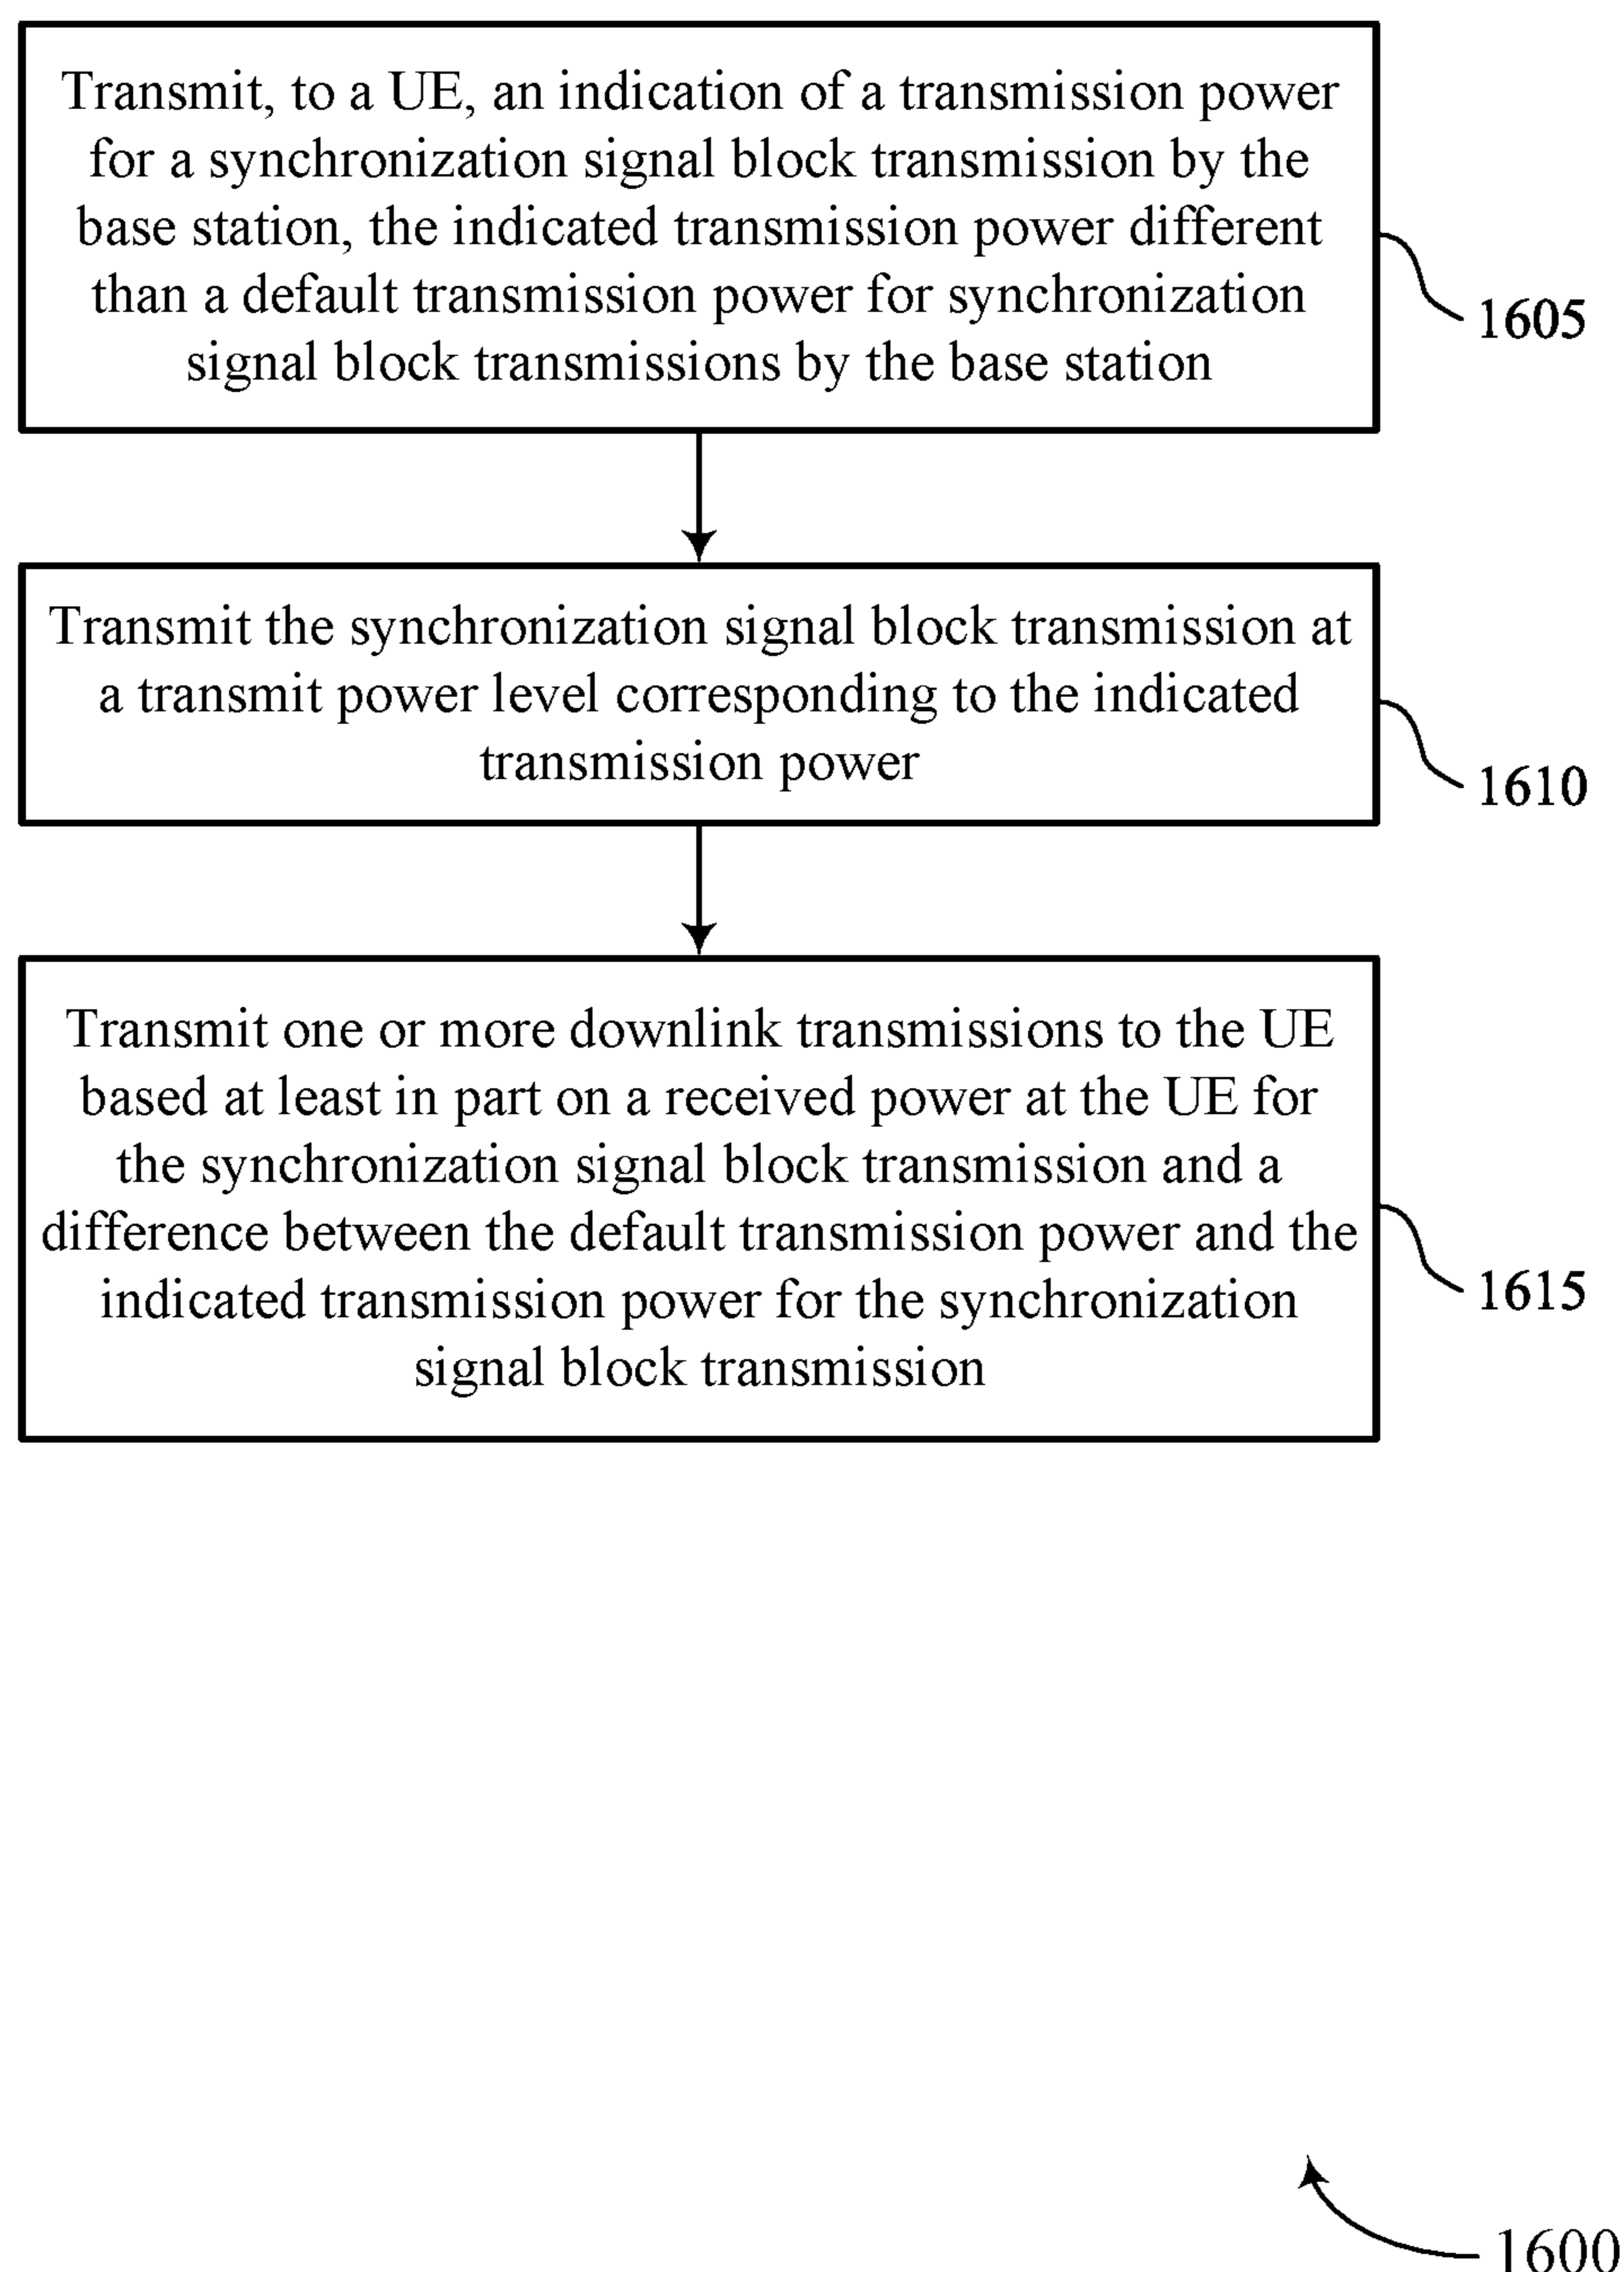 Transmit, to a UE, an indication of a transmission power
for a synchronization signal block transmission by the
base station, the indicated transmission power different
than a default transmission power for synchronization
signal block transmissions by the base station
1605
Transmit the synchronization signal block transmission at
a transmit power level corresponding to the indicated
transmission power
1610
Transmit one or more downlink transmissions to the UE
based at least in part on a received power at the UE for
the synchronization signal block transmission and a
difference between the default transmission power and the
indicated transmission power for the synchronization
signal block transmission
1615
1600